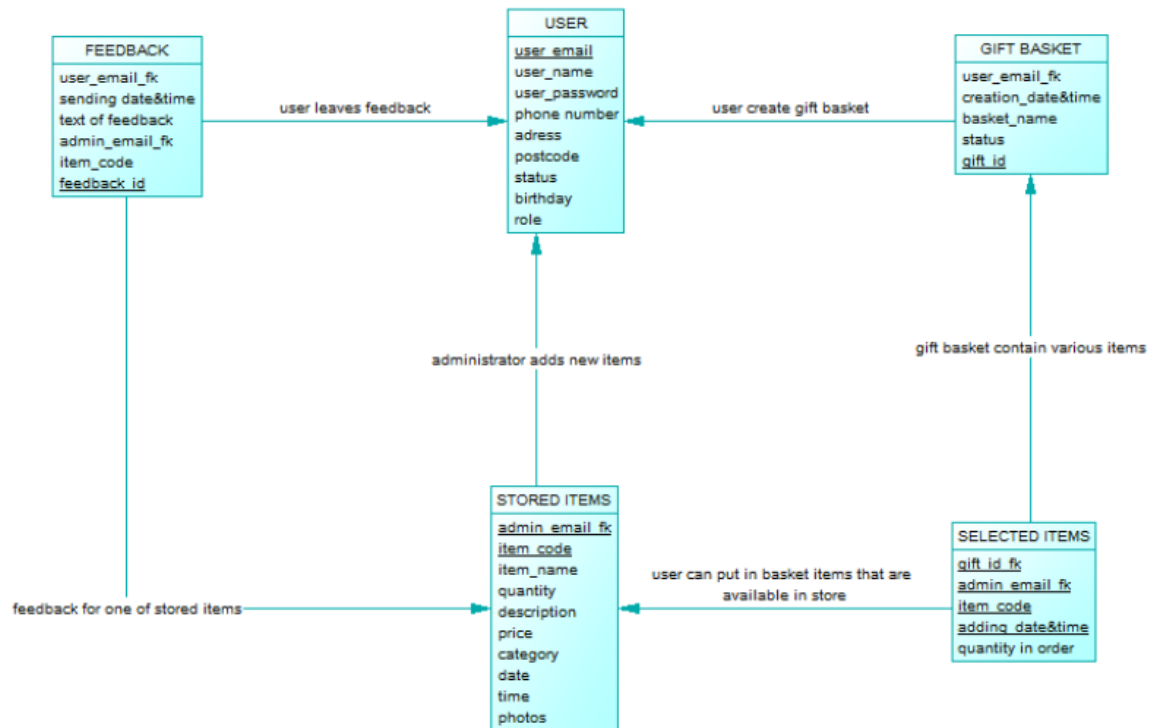 USER
user_email
user_name
user_password
phone number
adress
postcode
status
birthday
role
FEEDBACK
user_email_fk
sending date&time
text of feedback
admin_email_fk
item_code
feedback_id
GIFT BASKET
user_email_fk
creation_date&time
basket_name
status
gift_id
user leaves feedback
user create gift basket
administrator adds new items
gift basket contain various items
STORED ITEMS
admin_email_fk
item_code
item_name
quantity
description
price
category
date
time
photos
SELECTED ITEMS
gift_id_fk
admin_email_fk
item_code
adding_date&time
quantity in order
user can put in basket items that are
available in store
feedback for one of stored items